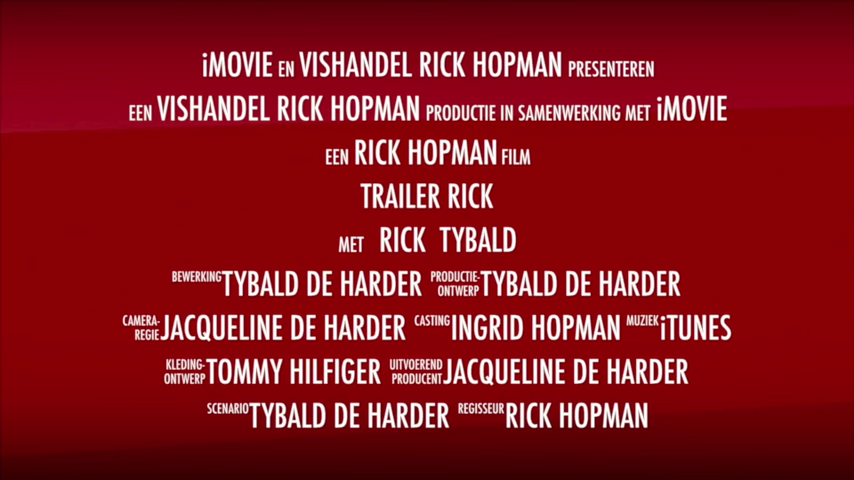 iMOVIE EN VISHANDEL RICK HOPMAN PRESENTEREN
EEN VISHANDEL RICK HOPMAN PRODUCTIE IN SAMENWERKING MET iMOVIE
EEN RICK HOPMAN FILM
TRAILER RICK
MET RICK TYBALD
BEWERKING TYBALD DE HARDER PRODUCTIE-ONTWERP TYBALD DE HARDER
CAMERA-REGIE JACQUELINE DE HARDER CASTING INGRID HOPMAN MUZIEK iTUNES
KLEDING-ONTWERP TOMMY HILFIGER UITVOEREND PRODUCENT JACQUELINE DE HARDER
SCENARIO TYBALD DE HARDER REGISSEUR RICK HOPMAN